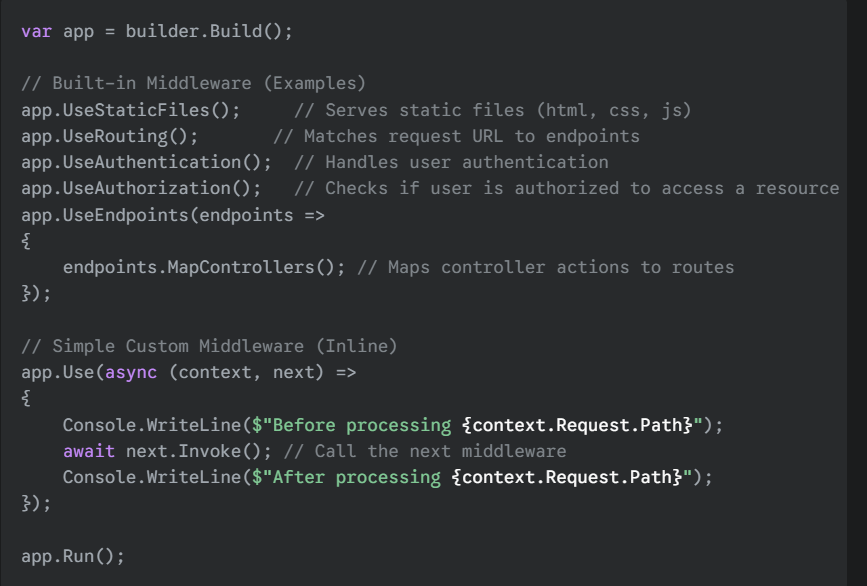 var app = builder.Build();

// Built-in Middleware (Examples)
app.UseStaticFiles();     // Serves static files (html, css, js)
app.UseRouting();       // Matches request URL to endpoints
app.UseAuthentication();  // Handles user authentication
app.UseAuthorization();   // Checks if user is authorized to access a resource
app.UseEndpoints(endpoints =>
{
    endpoints.MapControllers(); // Maps controller actions to routes
});

// Simple Custom Middleware (Inline)
app.Use(async (context, next) =>
{
    Console.WriteLine($"Before processing {context.Request.Path}");
    await next.Invoke(); // Call the next middleware
    Console.WriteLine($"After processing {context.Request.Path}");
});

app.Run();